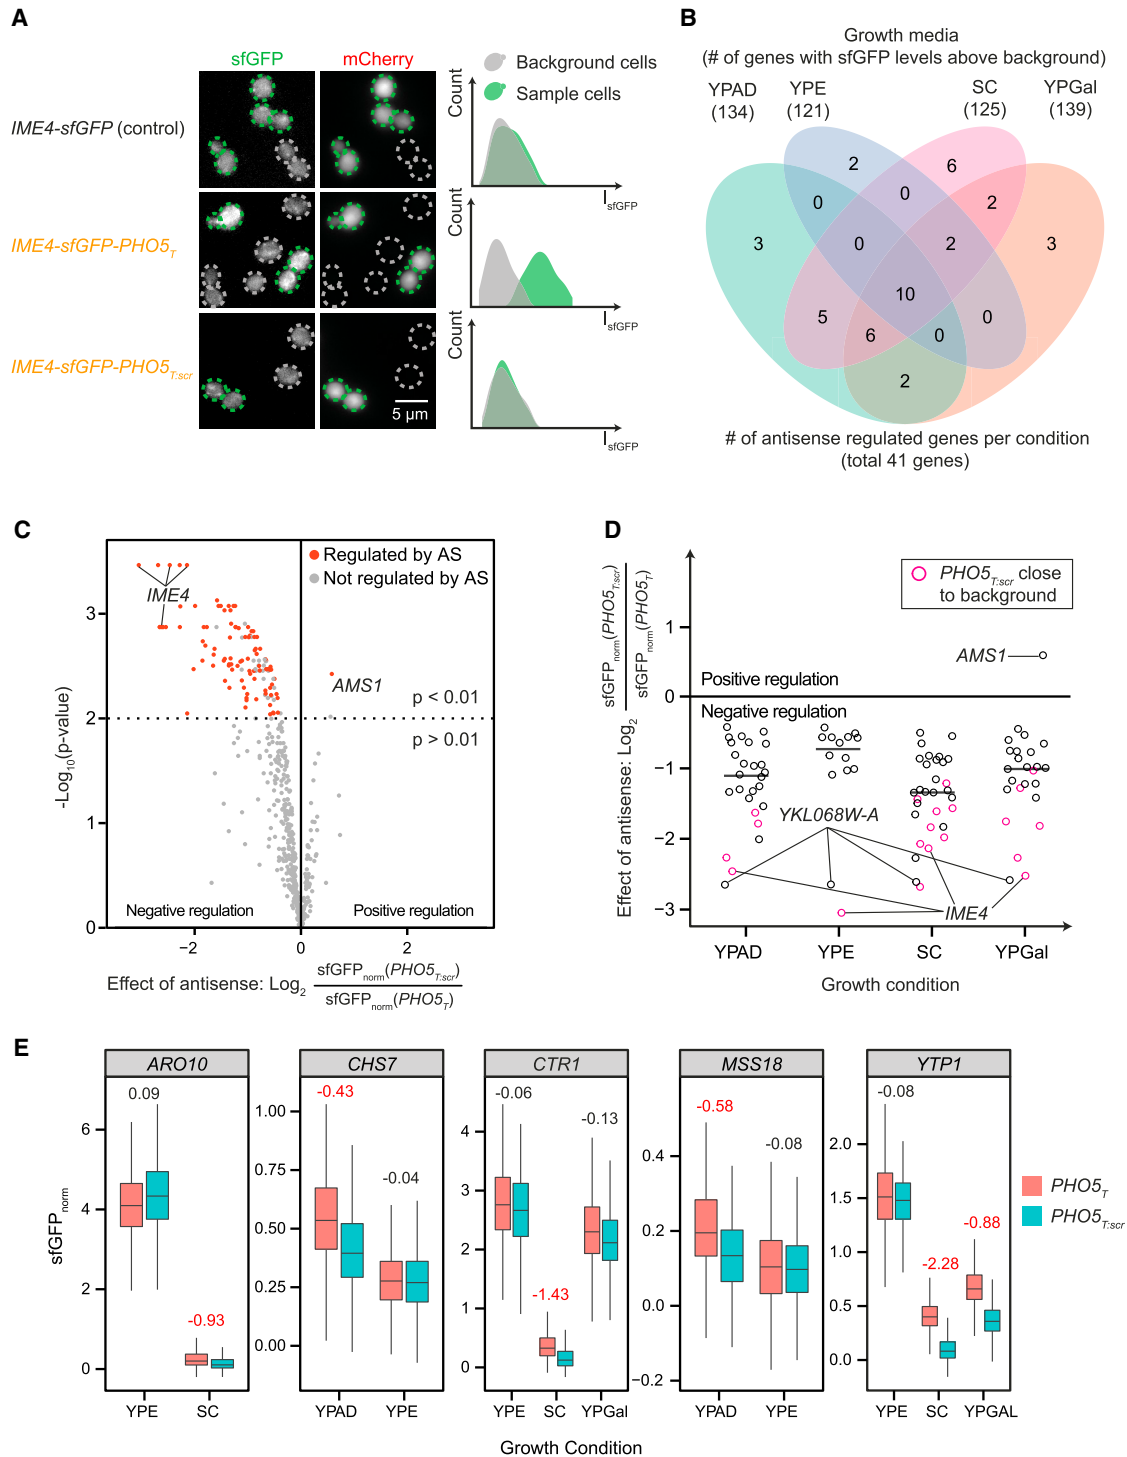 A
sfGFP
mCherry
IME4-sfGFP (control)
IME4-sfGFP-PHO5T
IME4-sfGFP-PHO5T:scr
5 µm
Background cells
Sample cells
Count
IsfGFP
Count
IsfGFP
Count
IsfGFP
B
Growth media
(# of genes with sfGFP levels above background)
YPAD
(134)
YPE
(121)
SC
(125)
YPGal
(139)
2
6
0
0
2
3
0
2
3
10
5
6
0
0
2
# of antisense regulated genes per condition
(total 41 genes)
C
Regulated by AS
Not regulated by AS
IME4
AMS1
p < 0.01
p > 0.01
-Log10(p-value)
3
2
1
0
Negative regulation
Positive regulation
−2
0
2
Effect of antisense: Log2 sfGFPnorm(PHO5T:scr)
sfGFPnorm(PHO5T)
D
PHO5T:scr close
to background
Effect of antisense: Log2 sfGFPnorm(PHO5T:scr)
sfGFPnorm(PHO5T)
AMS1
Positive regulation
Negative regulation
1
0
−1
−2
−3
YKL068W-A
IME4
YPAD
YPE
SC
YPGal
Growth condition
E
sfGFPnorm
ARO10
0.09
-0.93
6
4
2
0
YPE
SC
CHS7
-0.43
-0.04
1.00
0.75
0.50
0.25
0.00
YPAD
YPE
CTR1
-0.06
-1.43
-0.13
4
3
2
1
0
YPE
SC
YPGal
MSS18
-0.58
-0.08
0.4
0.2
0.0
−0.2
YPAD
YPE
YTP1
-0.08
-2.28
-0.88
2.0
1.5
1.0
0.5
0.0
YPE
SC
YPGAL
PHO5T
PHO5T:scr
Growth Condition